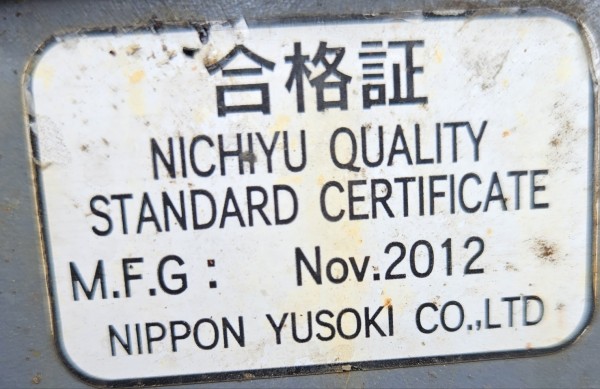 合格証
NICHIYU QUALITY
STANDARD CERTIFICATE
M.F.G : Nov.2012
NIPPON YUSOKI CO.,LTD